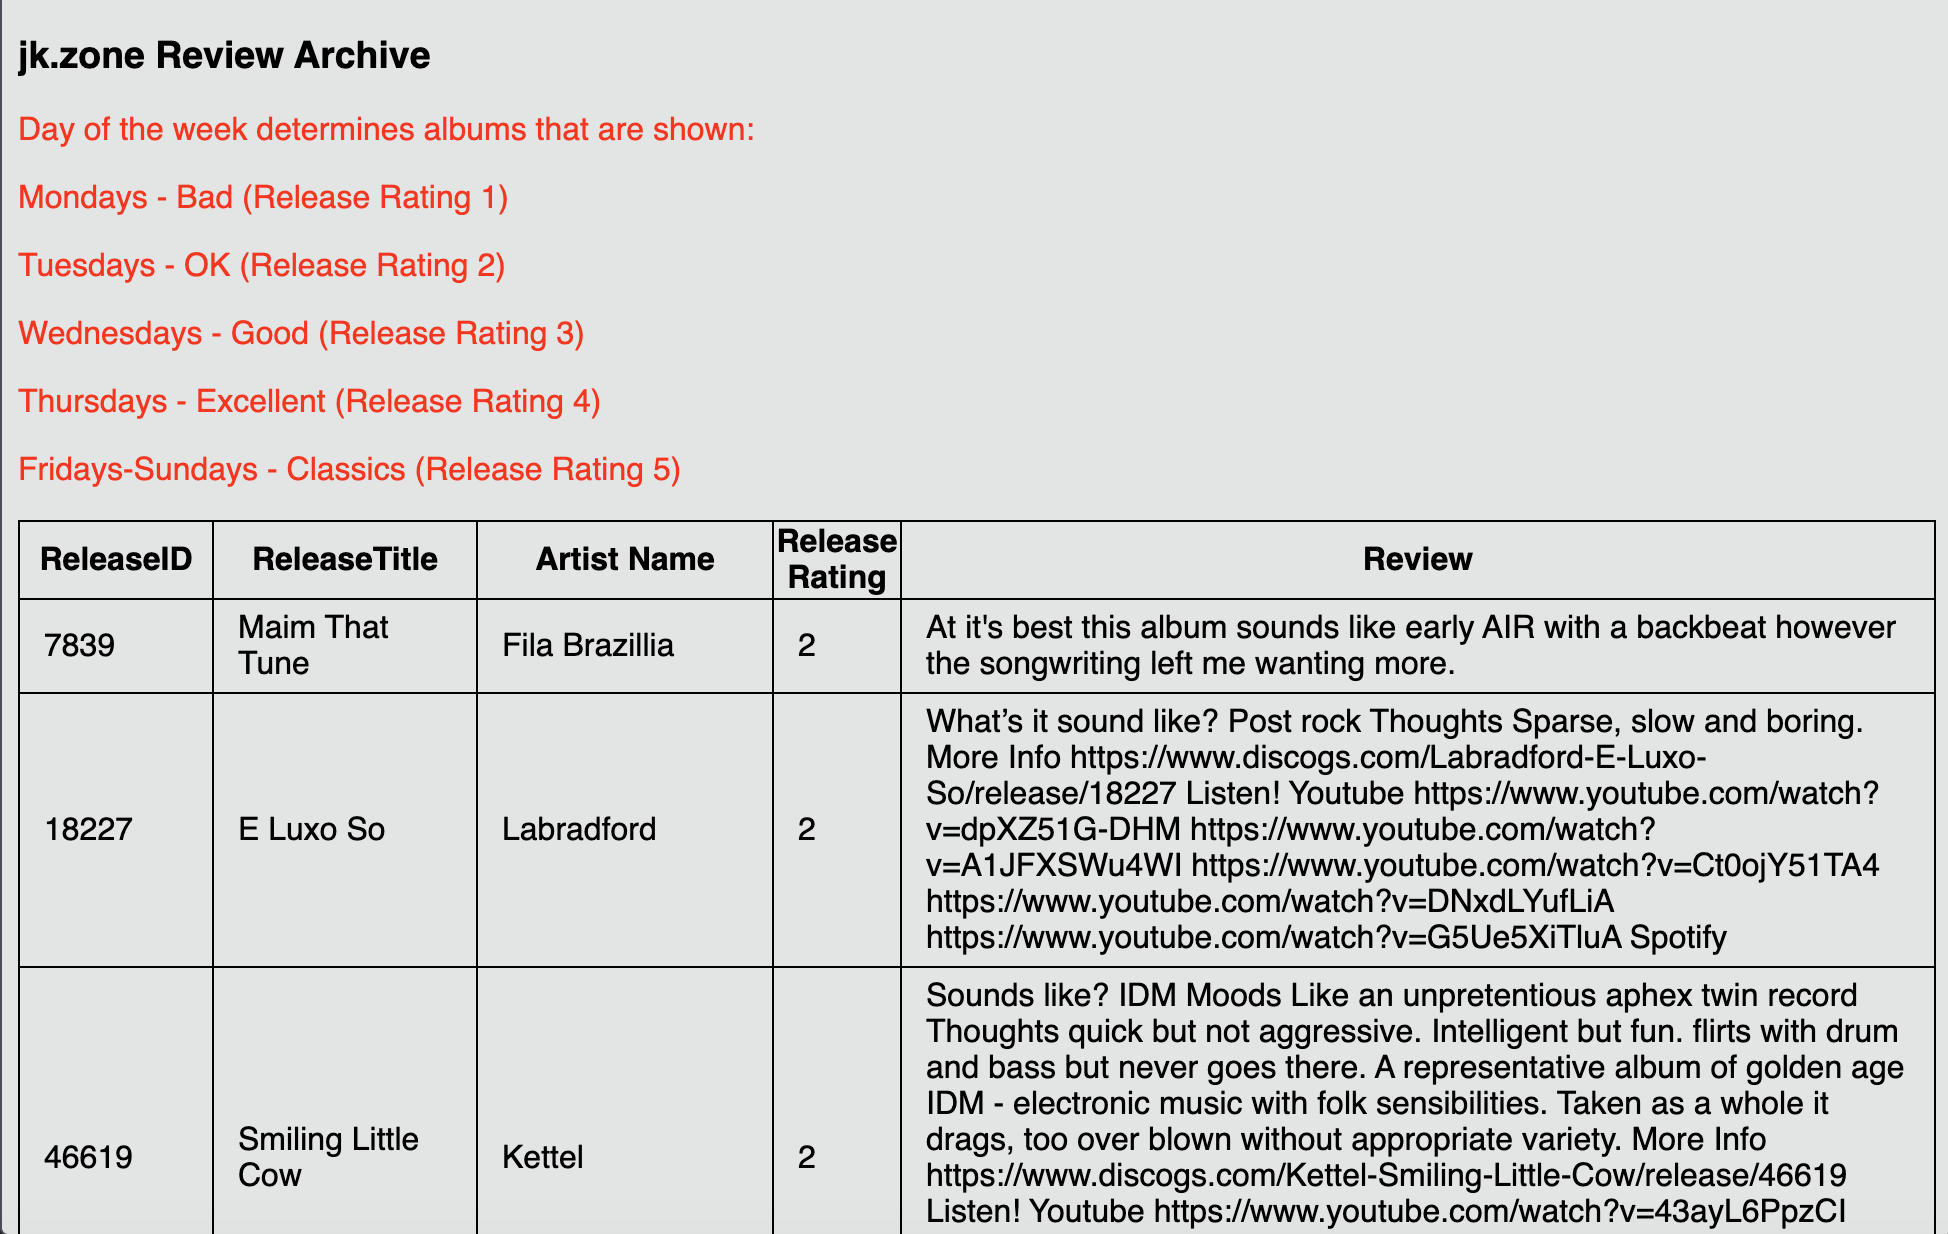 jk.zone Review Archive
Day of the week determines albums that are shown:
Mondays - Bad (Release Rating 1)
Tuesdays - OK (Release Rating 2)
Wednesdays - Good (Release Rating 3)
Thursdays - Excellent (Release Rating 4)
Fridays-Sundays - Classics (Release Rating 5)
ReleaseID
ReleaseTitle
Artist Name
Release
Rating
Review
7839
Maim That
Tune
Fila Brazillia
2
At it's best this album sounds like early AIR with a backbeat however
the songwriting left me wanting more.
18227
E Luxo So
Labradford
2
What’s it sound like? Post rock Thoughts Sparse, slow and boring.
More Info https://www.discogs.com/Labradford-E-Luxo-
So/release/18227 Listen! Youtube https://www.youtube.com/watch?
v=dpXZ51G-DHM https://www.youtube.com/watch?
v=A1JFXSWu4WI https://www.youtube.com/watch?v=Ct0ojY51TA4
https://www.youtube.com/watch?v=DNxdLYufLiA
https://www.youtube.com/watch?v=G5Ue5XiTluA Spotify
46619
Smiling Little
Cow
Kettel
2
Sounds like? IDM Moods Like an unpretentious aphex twin record
Thoughts quick but not aggressive. Intelligent but fun. flirts with drum
and bass but never goes there. A representative album of golden age
IDM - electronic music with folk sensibilities. Taken as a whole it
drags, too over blown without appropriate variety. More Info
https://www.discogs.com/Kettel-Smiling-Little-Cow/release/46619
Listen! Youtube https://www.youtube.com/watch?v=43ayL6PpzCI